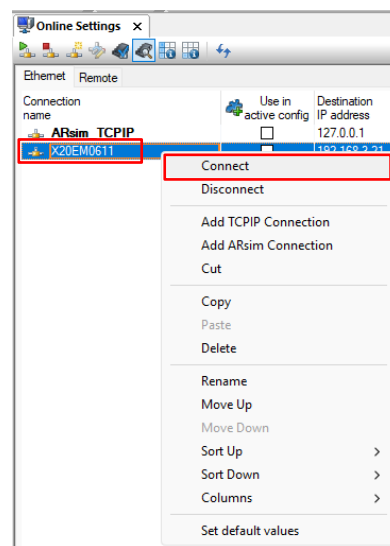 Online Settings x
Ethernet Remote
Connection name Use in active config Destination IP address
ARsim_TCPIP 127.0.0.1
X20EM0611
Connect
Disconnect
Add TCPIP Connection
Add ARsim Connection
Cut
Copy
Paste
Delete
Rename
Move Up
Move Down
Sort Up >
Sort Down >
Columns >
Set default values